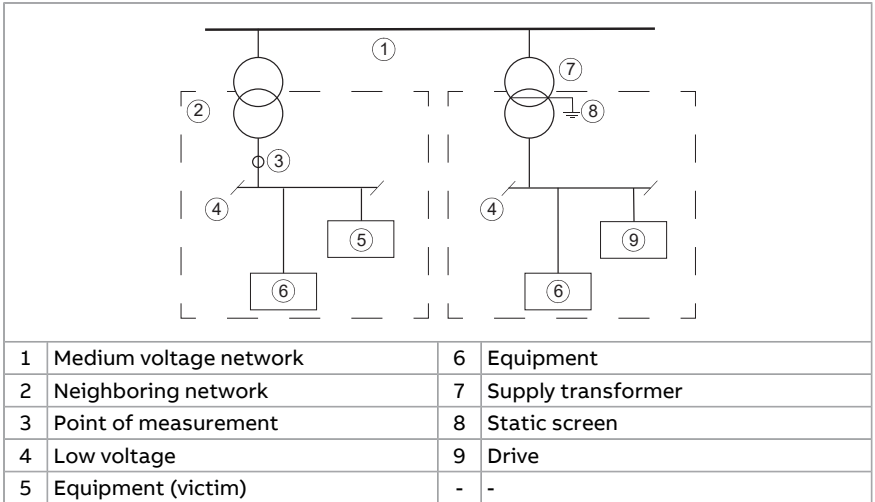 1
7
2
8
3
4
4
5
9
6
6
1 Medium voltage network 6 Equipment
2 Neighboring network 7 Supply transformer
3 Point of measurement 8 Static screen
4 Low voltage 9 Drive
5 Equipment (victim) - -